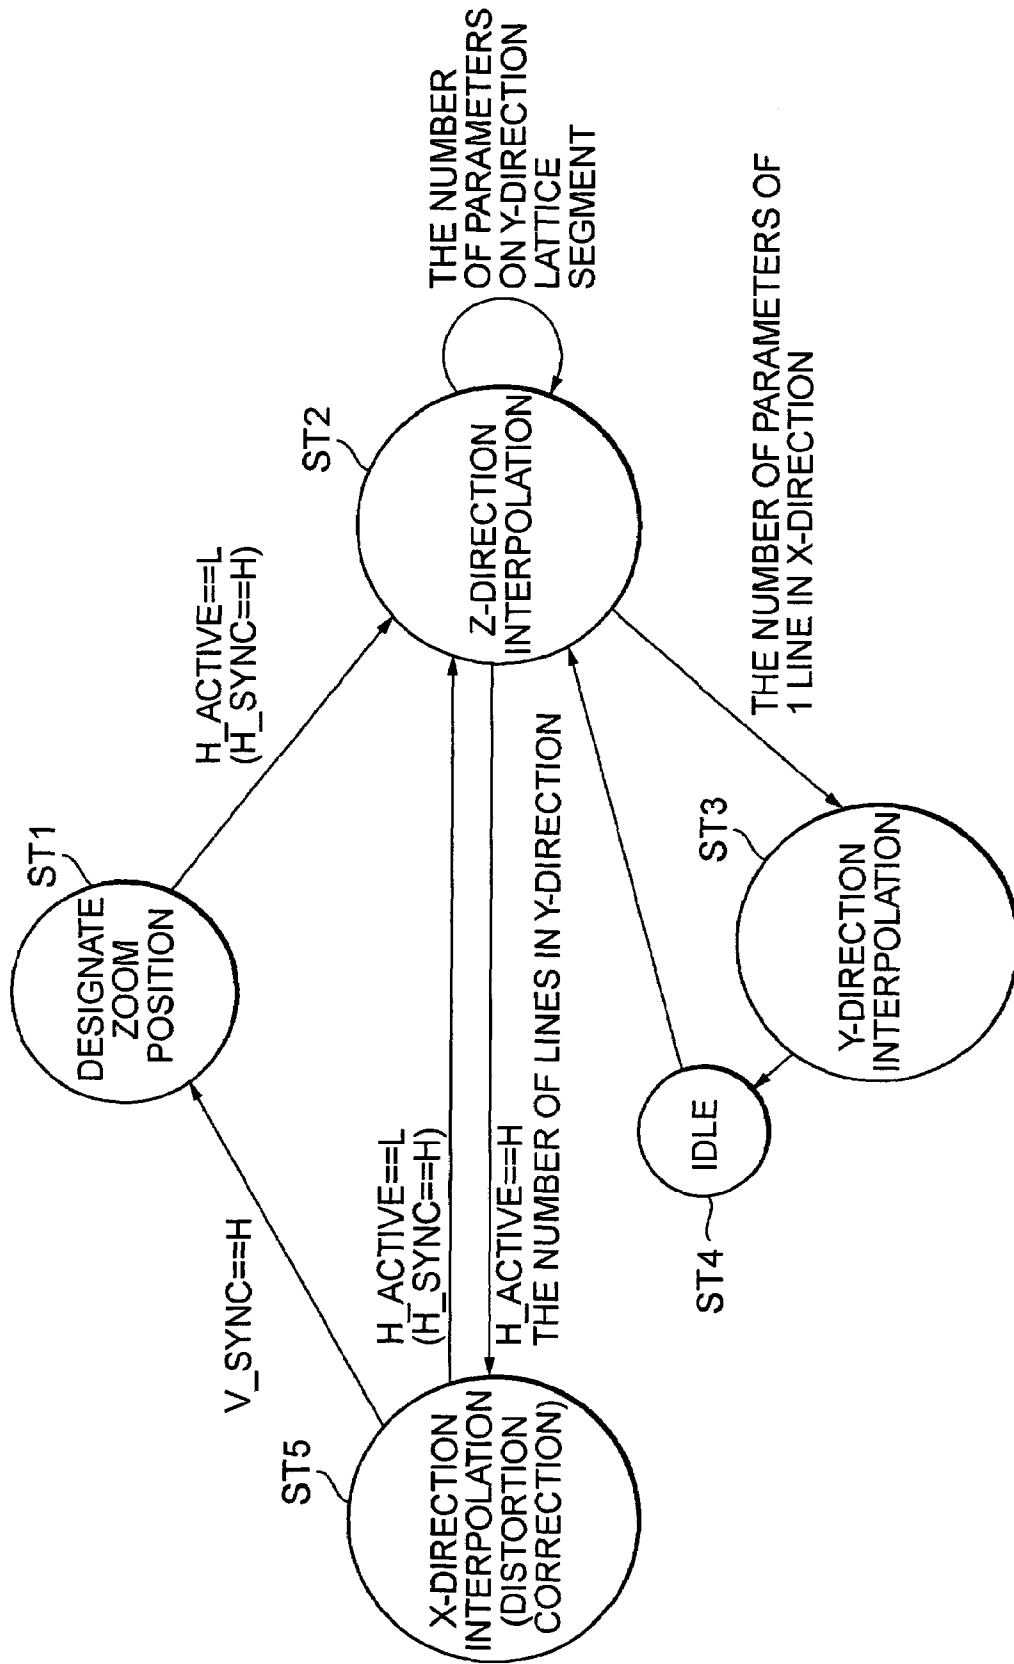 ST1
DESIGNATE
ZOOM
POSITION
V_SYNC==H
H_ACTIVE==L
(H_SYNC==H)
ST5
X-DIRECTION
INTERPOLATION
(DISTORTION
CORRECTION)
H_ACTIVE==L
(H_SYNC==H)
H_ACTIVE==H
THE NUMBER OF LINES IN Y-DIRECTION
ST2
Z-DIRECTION
INTERPOLATION
THE NUMBER
OF PARAMETERS
ON Y-DIRECTION
LATTICE
SEGMENT
ST4
IDLE
ST3
Y-DIRECTION
INTERPOLATION
THE NUMBER OF PARAMETERS OF
1 LINE IN X-DIRECTION